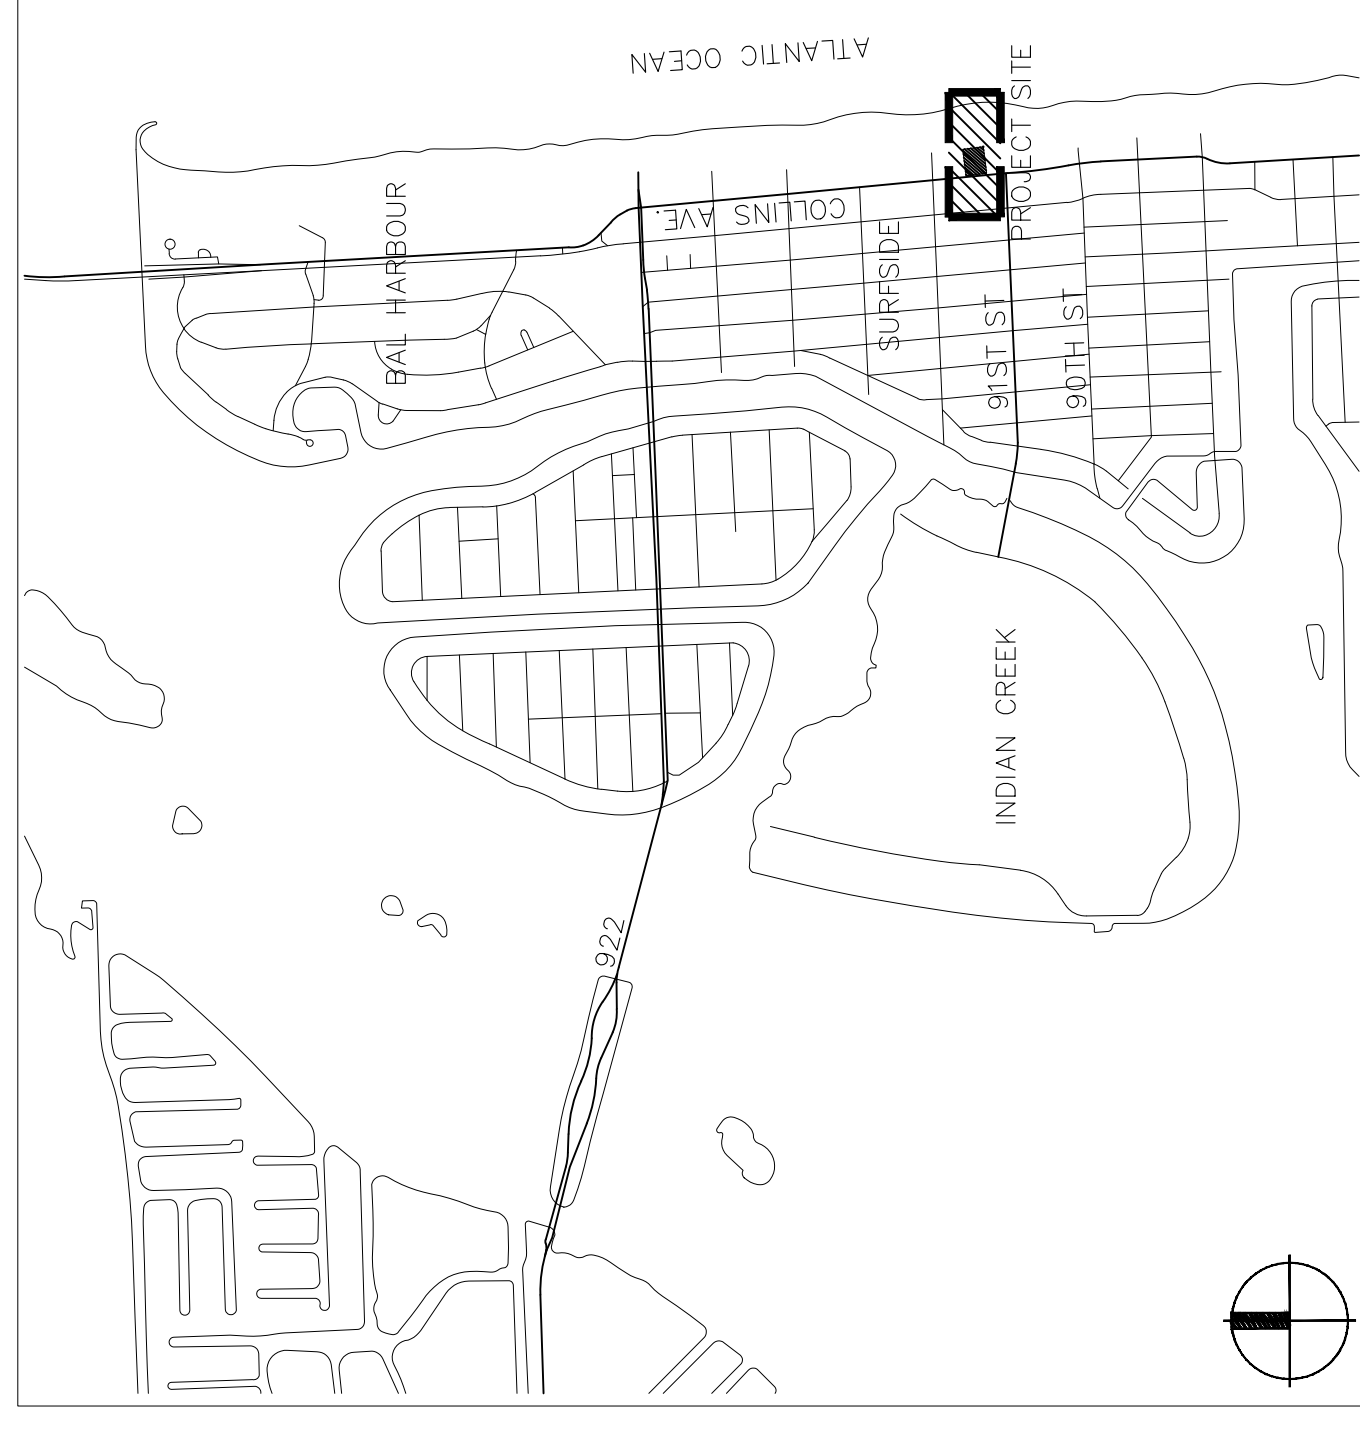 ATLANTIC OCEAN
PROJECT SITE
COLLINS AVE.
BAL HARBOUR
SURFSIDE
91ST ST
90TH ST
INDIAN CREEK
922